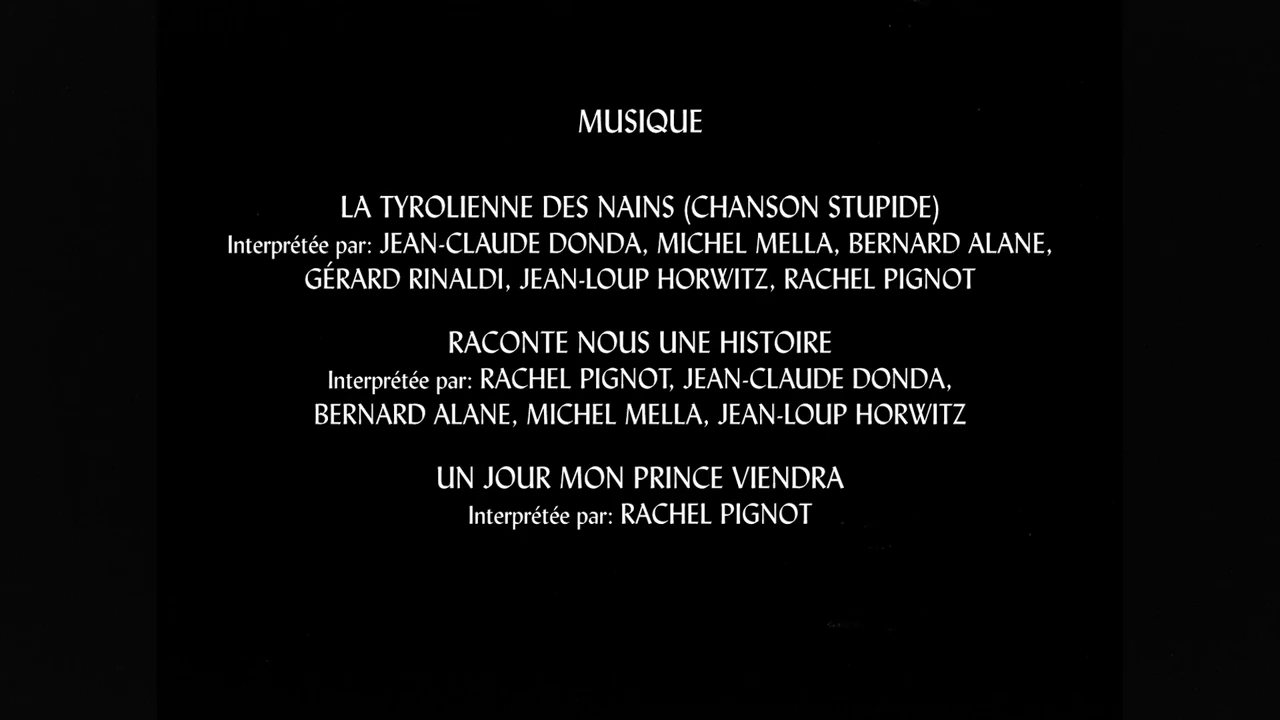 MUSIQUE
LA TYROLIENNE DES NAINS (CHANSON STUPIDE)
Interprétée par: JEAN-CLAUDE DONDA, MICHEL MELLA, BERNARD ALANE,
GÉRARD RINALDI, JEAN-LOUP HORWITZ, RACHEL PIGNOT
RACONTE NOUS UNE HISTOIRE
Interprétée par: RACHEL PIGNOT, JEAN-CLAUDE DONDA,
BERNARD ALANE, MICHEL MELLA, JEAN-LOUP HORWITZ
UN JOUR MON PRINCE VIENDRA
Interprétée par: RACHEL PIGNOT